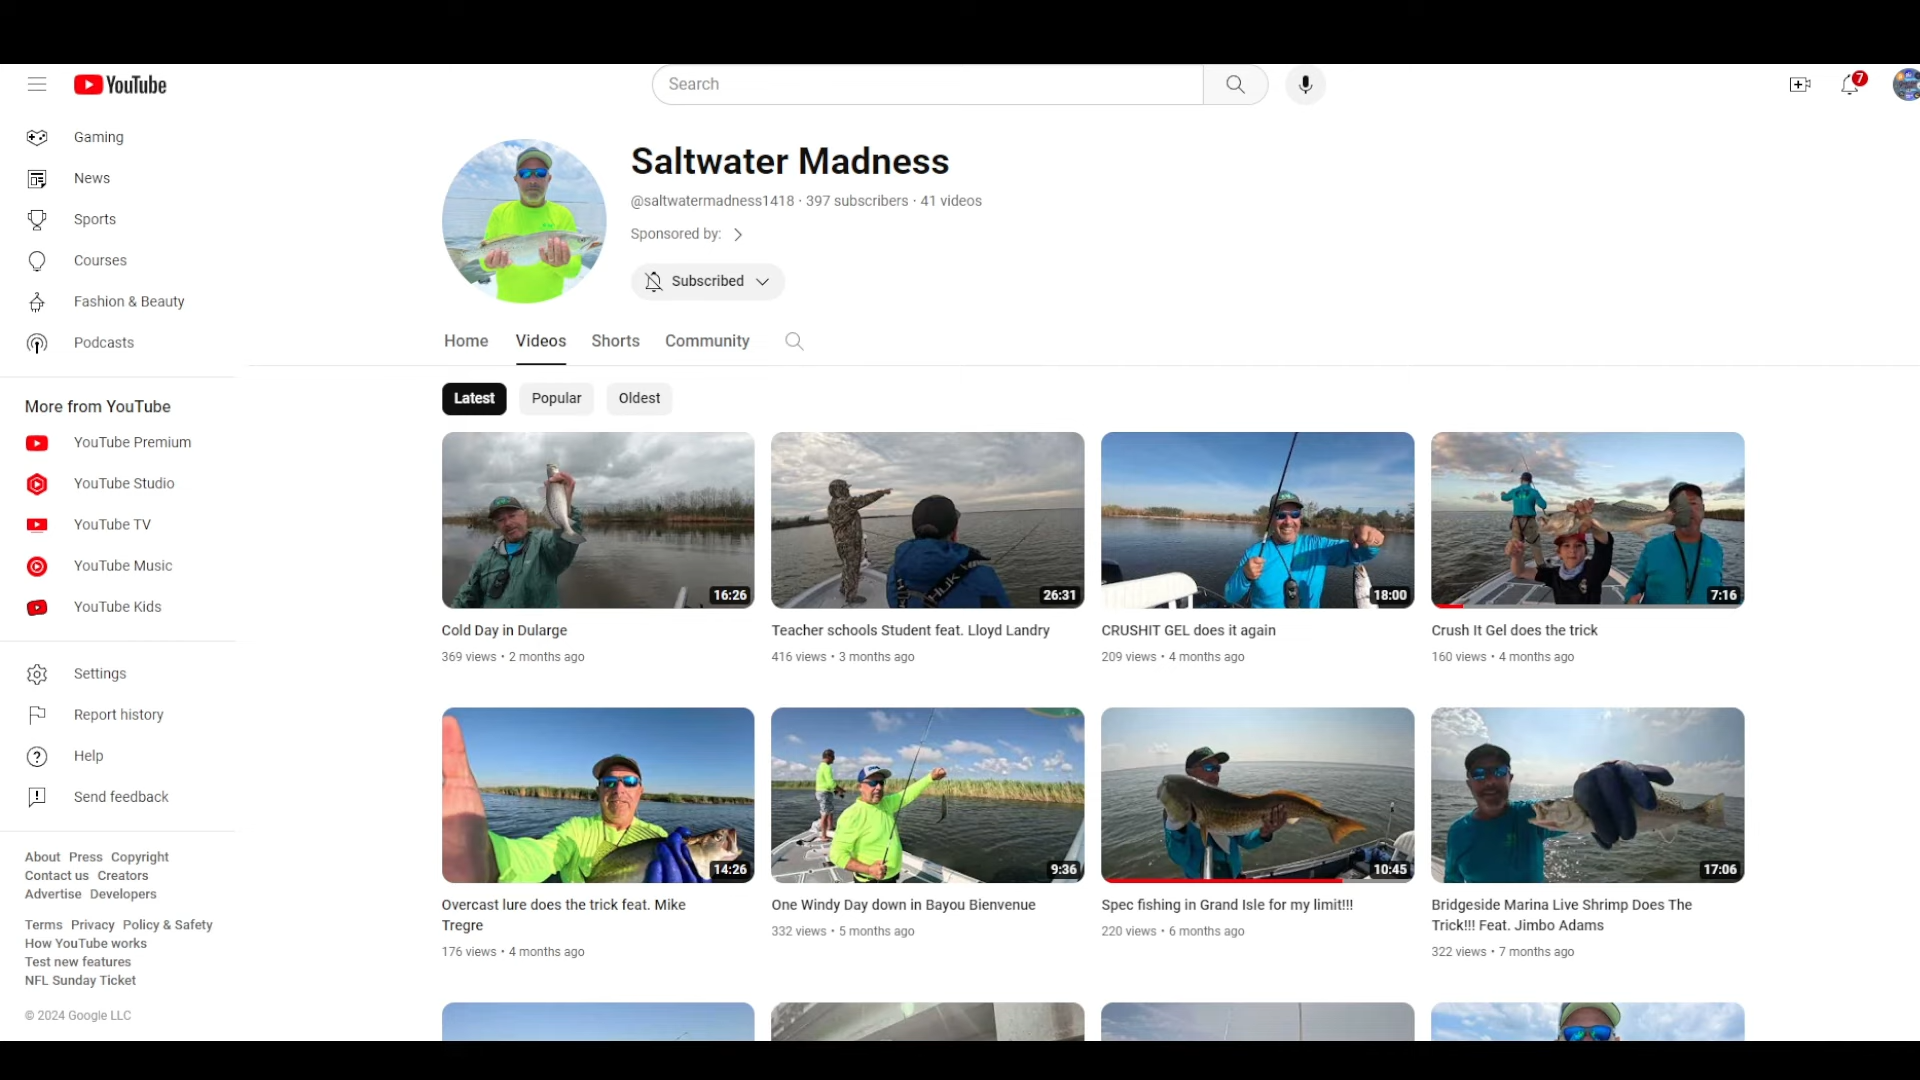 YouTube
Search
7
Gaming
News
Sports
Courses
Fashion & Beauty
Podcasts
More from YouTube
YouTube Premium
YouTube Studio
YouTube TV
YouTube Music
YouTube Kids
Settings
Report history
Help
Send feedback
About Press Copyright
Contact us Creators
Advertise Developers
Terms Privacy Policy & Safety
How YouTube works
Test new features
NFL Sunday Ticket
© 2024 Google LLC
Saltwater Madness
@saltwatermadness1418 · 397 subscribers · 41 videos
Sponsored by:
Subscribed
Home Videos Shorts Community
Latest Popular Oldest
16:26
HUK
26:31
18:00
7:16
Cold Day in Dularge
369 views • 2 months ago
Teacher schools Student feat. Lloyd Landry
416 views • 3 months ago
CRUSHIT GEL does it again
209 views • 4 months ago
Crush It Gel does the trick
160 views • 4 months ago
14:26
9:36
10:45
17:06
Overcast lure does the trick feat. Mike
Tregre
176 views • 4 months ago
One Windy Day down in Bayou Bienvenue
332 views • 5 months ago
Spec fishing in Grand Isle for my limit!!!
220 views • 6 months ago
Bridgeside Marina Live Shrimp Does The
Trick!!! Feat. Jimbo Adams
322 views • 7 months ago